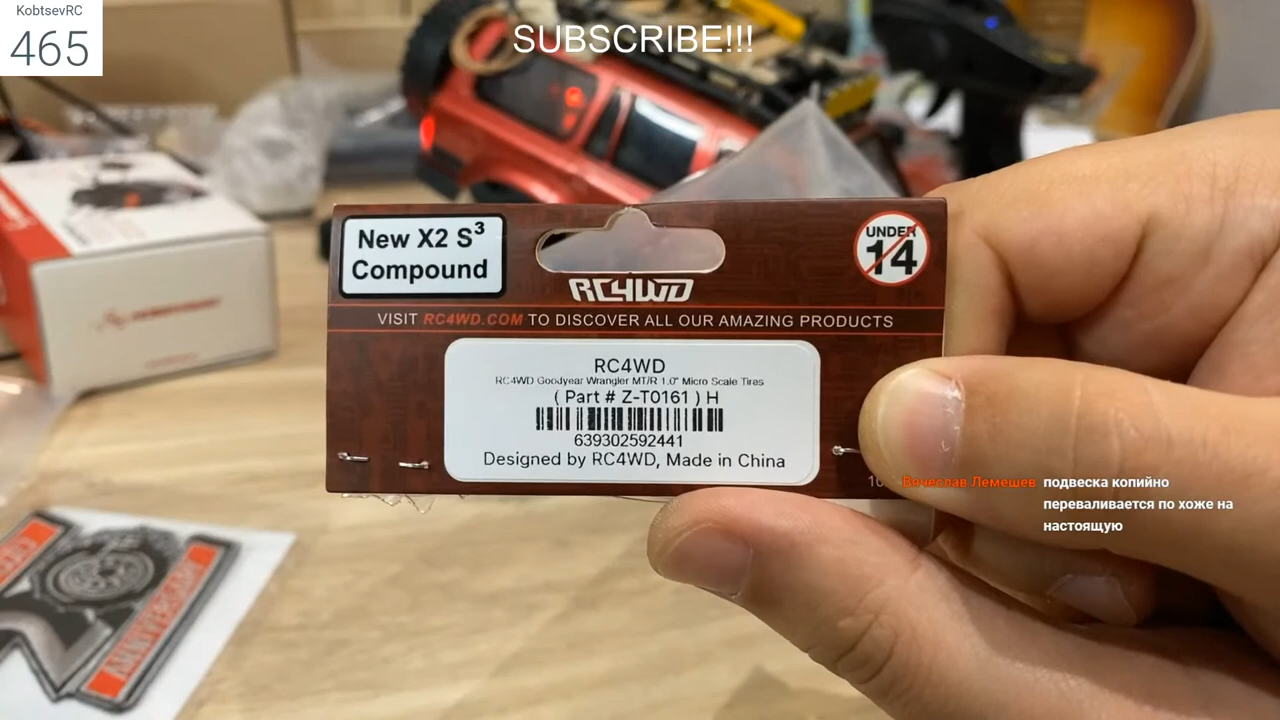 KobtsevRC
465
SUBSCRIBE!!!
New X2 S³
Compound
UNDER
14
RC4WD
VISIT RC4WD.COM TO DISCOVER ALL OUR AMAZING PRODUCTS
RC4WD
RC4WD Goodyear Wrangler MT/R 1.0" Micro Scale Tires
( Part # Z-T0161 ) H
639302592441
Designed by RC4WD, Made in China
Вячеслав Лемешев подвеска копийно
переваливается по хоже на
настоящую
ANNIVERSARY